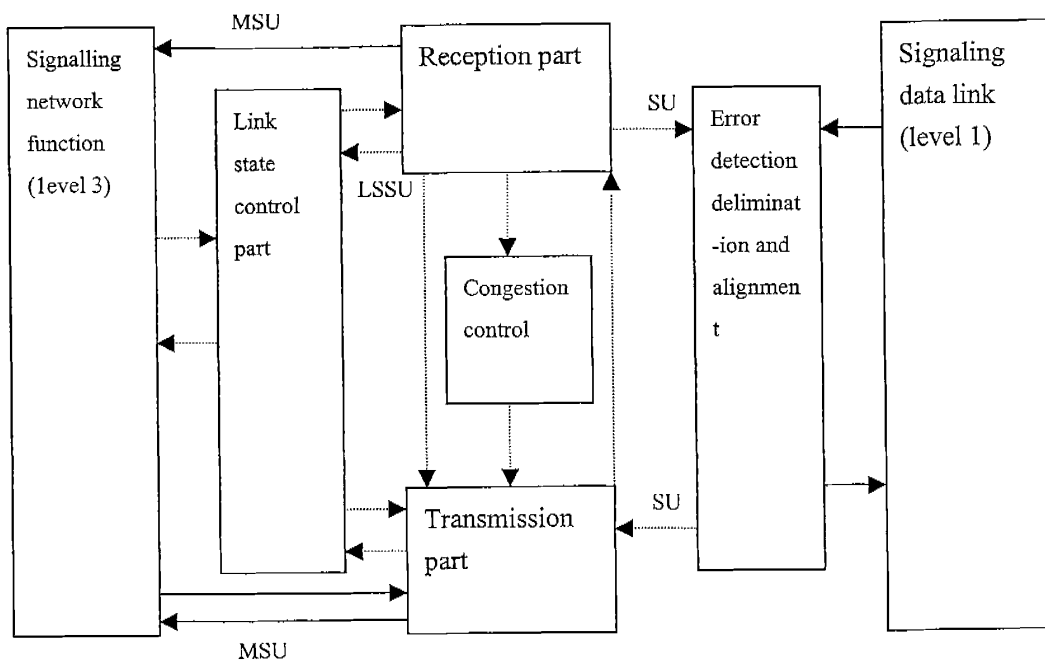 MSU
Signalling
network
function
(1evel 3)
Link
state
control
part
Reception part
LSSU
SU
Error
detection
deliminat
-ion and
alignmen
t
Signaling
data link
(level 1)
Congestion
control
Transmission
part
SU
MSU